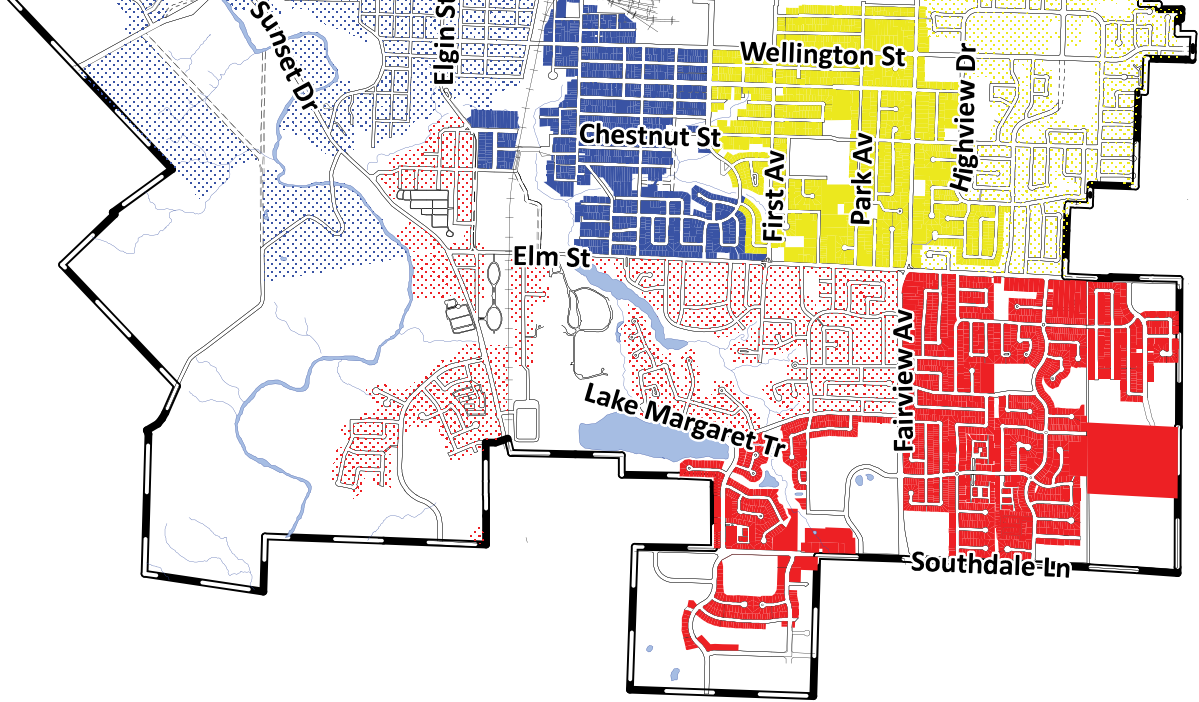 Sunset Dr
Elgin St
Wellington St
Highview Dr
Chestnut St
First Av
Park Av
Elm St
Fairview Av
Lake Margaret Tr
Southdale Ln